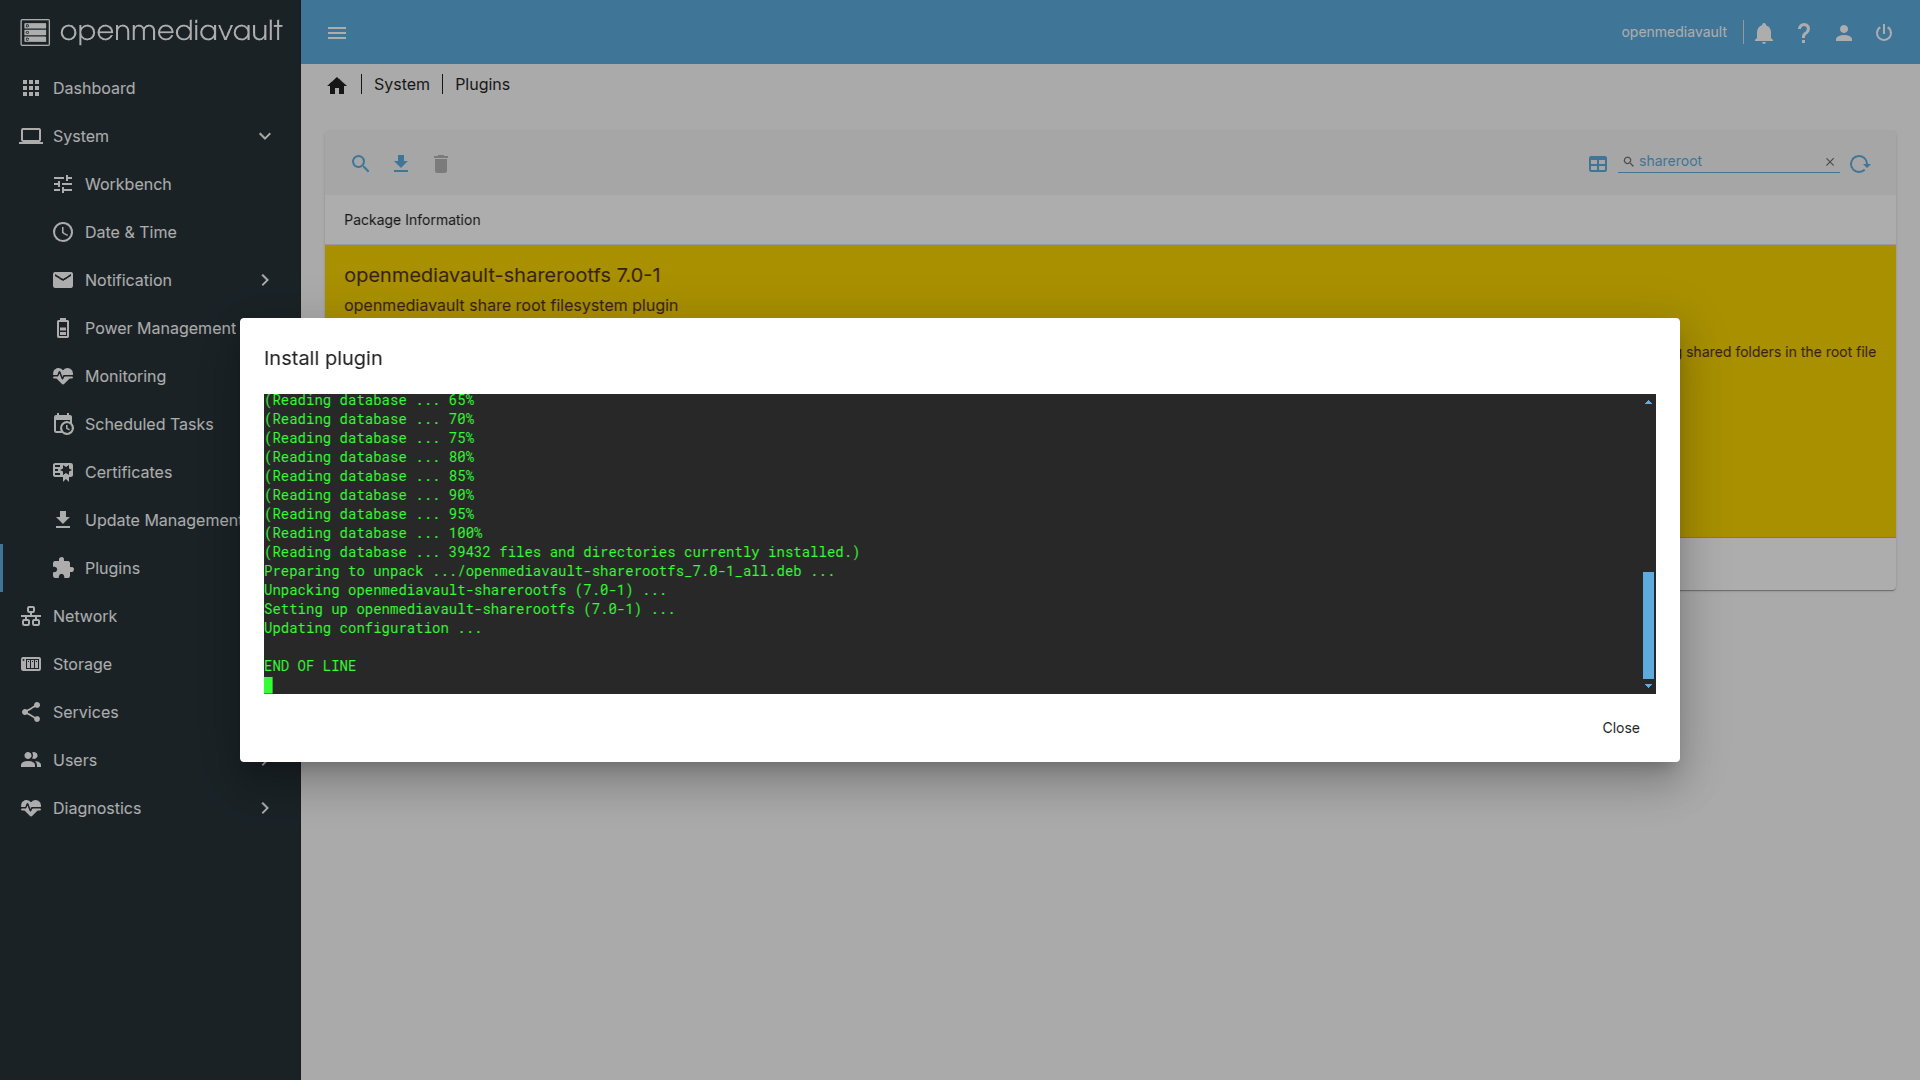 openmediavault
openmediavault
?
Dashboard
System
Workbench
Date & Time
Notification
Power Management
Monitoring
Scheduled Tasks
Certificates
Update Management
Plugins
Network
Storage
Services
Users
Diagnostics
System
Plugins
shareroot
Package Information
openmediavault-sharerootfs 7.0-1
openmediavault share root filesystem plugin
shared folders in the root file
Install plugin
(Reading database ... 65%
(Reading database ... 70%
(Reading database ... 75%
(Reading database ... 80%
(Reading database ... 85%
(Reading database ... 90%
(Reading database ... 95%
(Reading database ... 100%
(Reading database ... 39432 files and directories currently installed.)
Preparing to unpack .../openmediavault-sharerootfs_7.0-1_all.deb ...
Unpacking openmediavault-sharerootfs (7.0-1) ...
Setting up openmediavault-sharerootfs (7.0-1) ...
Updating configuration ...
END OF LINE
Close